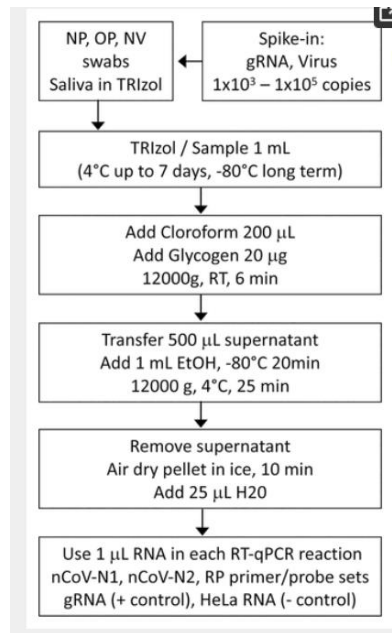 NP, OP, NV
swabs
Saliva in TRIzol
Spike-in:
gRNA, Virus
1x10³ – 1x10⁵ copies
TRIzol / Sample 1 mL
(4°C up to 7 days, -80°C long term)
Add Cloroform 200 µL
Add Glycogen 20 µg
12000g, RT, 6 min
Transfer 500 µL supernatant
Add 1 mL EtOH, -80°C 20min
12000 g, 4°C, 25 min
Remove supernatant
Air dry pellet in ice, 10 min
Add 25 µL H20
Use 1 µL RNA in each RT-qPCR reaction
nCoV-N1, nCoV-N2, RP primer/probe sets
gRNA (+ control), HeLa RNA (- control)